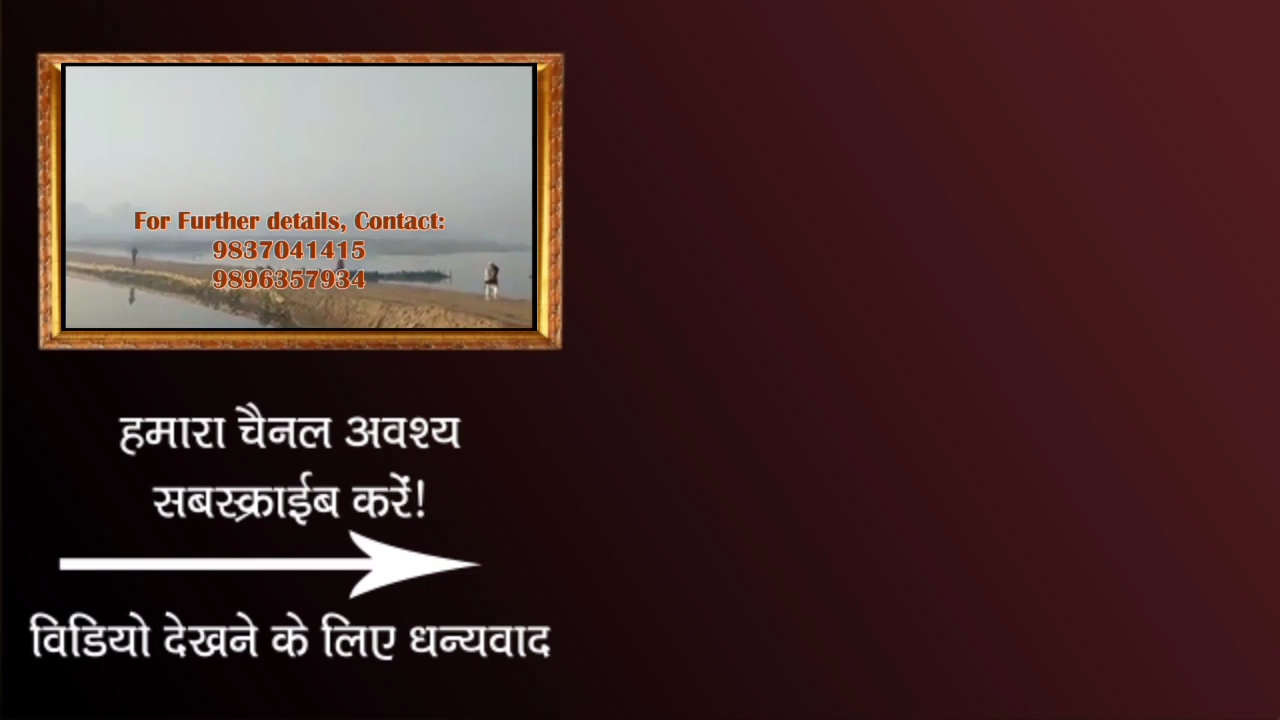 For Further details, Contact:
9837041415
9896357934
हमारा चैनल अवश्य
सबस्क्राईब करें!
विडियो देखने के लिए धन्यवाद